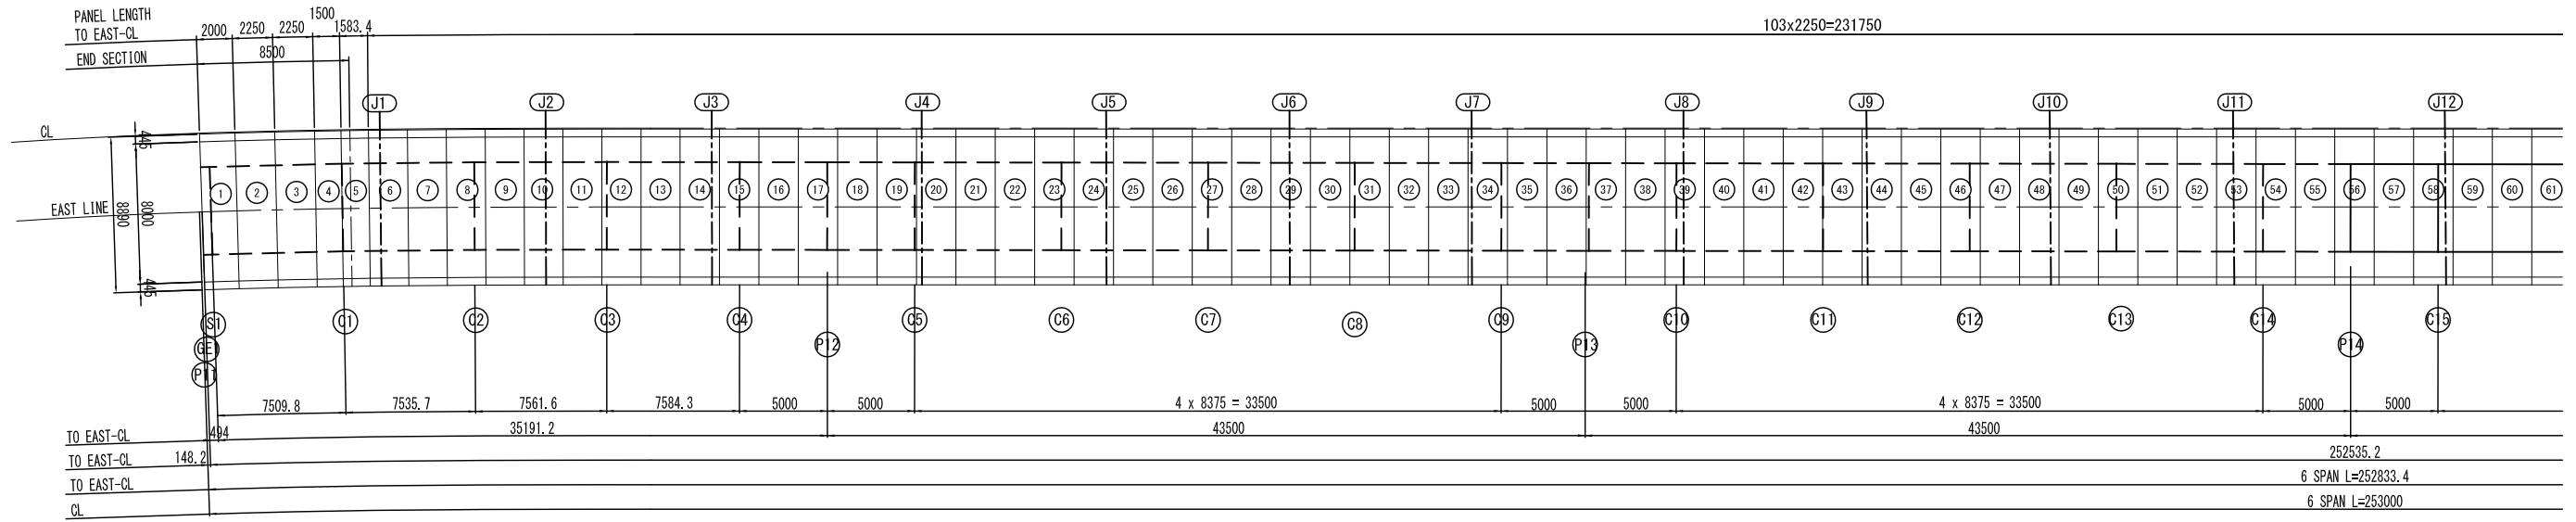 PANEL LENGTH
TO EAST-CL
2000 2250 2250 1500 1583.4 103x2250=231750
END SECTION 8500
J1 J2 J3 J4 J5 J6 J7 J8 J9 J10 J11 J12
CL
445
1 2 3 4 5 6 7 8 9 10 11 12 13 14 15 16 17 18 19 20 21 22 23 24 25 26 27 28 29 30 31 32 33 34 35 36 37 38 39 40 41 42 43 44 45 46 47 48 49 50 51 52 53 54 55 56 57 58 59 60 61
EAST LINE
8890 8000
445
S1 C1 C2 C3 C4 C5 C6 C7 C8 C9 C10 C11 C12 C13 C14 C15
GE1 P12 P13 P14
P11
7509.8 7535.7 7561.6 7584.3 5000 5000 4 x 8375 = 33500 5000 5000 4 x 8375 = 33500 5000 5000
TO EAST-CL 494 35191.2 43500 43500
TO EAST-CL 148.2 252535.2
TO EAST-CL 6 SPAN L=252833.4
CL 6 SPAN L=253000